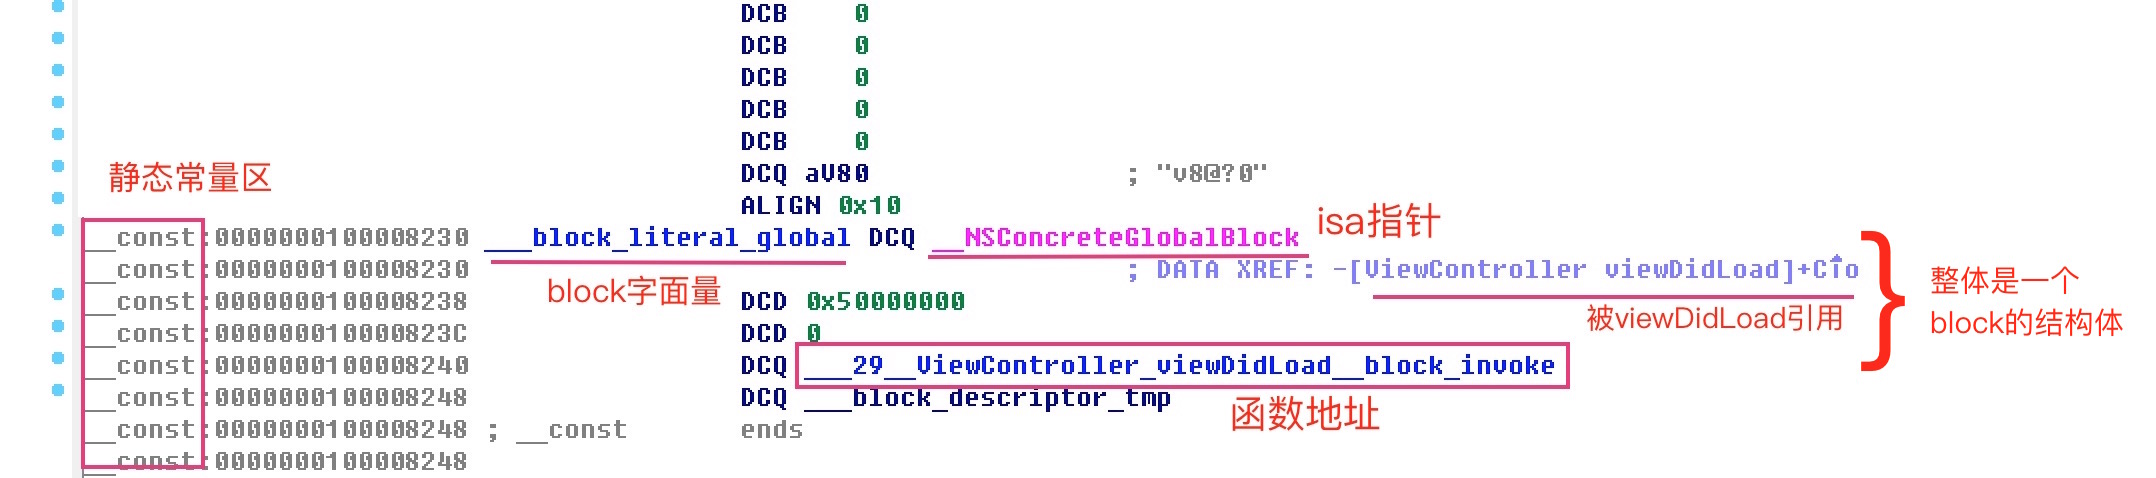 DCB 0
DCB 0
DCB 0
DCB 0
DCB 0
静态常量区
DCQ aV80 ; "v8@?0"
ALIGN 0x10
__const:0000000100008230 ___block_literal_global DCQ __NSConcreteGlobalBlock isa指针
__const:0000000100008230 ; DATA XREF: -[ViewController viewDidLoad]+C↑o
block字面量
__const:0000000100008238 DCD 0x50000000
被viewDidLoad引用
整体是一个
block的结构体
__const:000000010000823C DCD 0
__const:0000000100008240 DCQ ___29__ViewController_viewDidLoad__block_invoke
__const:0000000100008248 DCQ ___block_descriptor_tmp
函数地址
__const:0000000100008248 ; __const ends
__const:0000000100008248